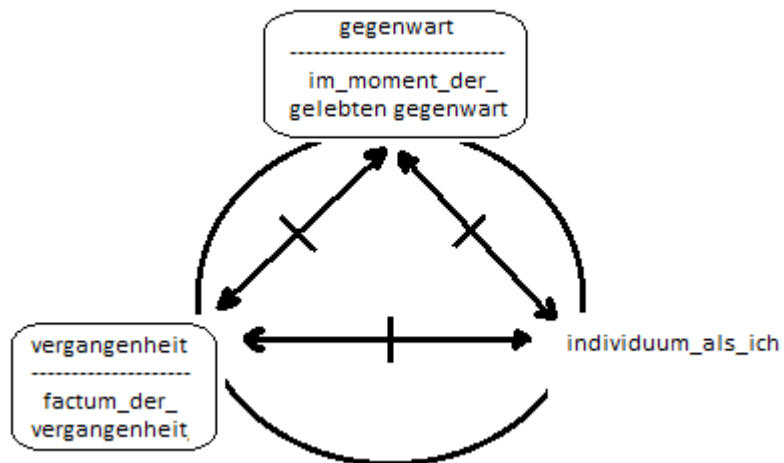 gegenwart
---------------------------
im_moment_der_
gelebten gegenwart
vergangenheit
--------------------
factum_der_
vergangenheit
individuum_als_ich